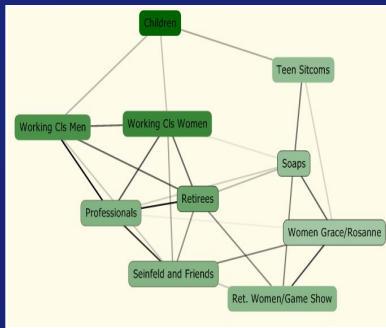 Children
Teen Sitcoms
Working Cls Men
Working Cls Women
Soaps
Retirees
Professionals
Women Grace/Rosanne
Seinfeld and Friends
Ret. Women/Game Show